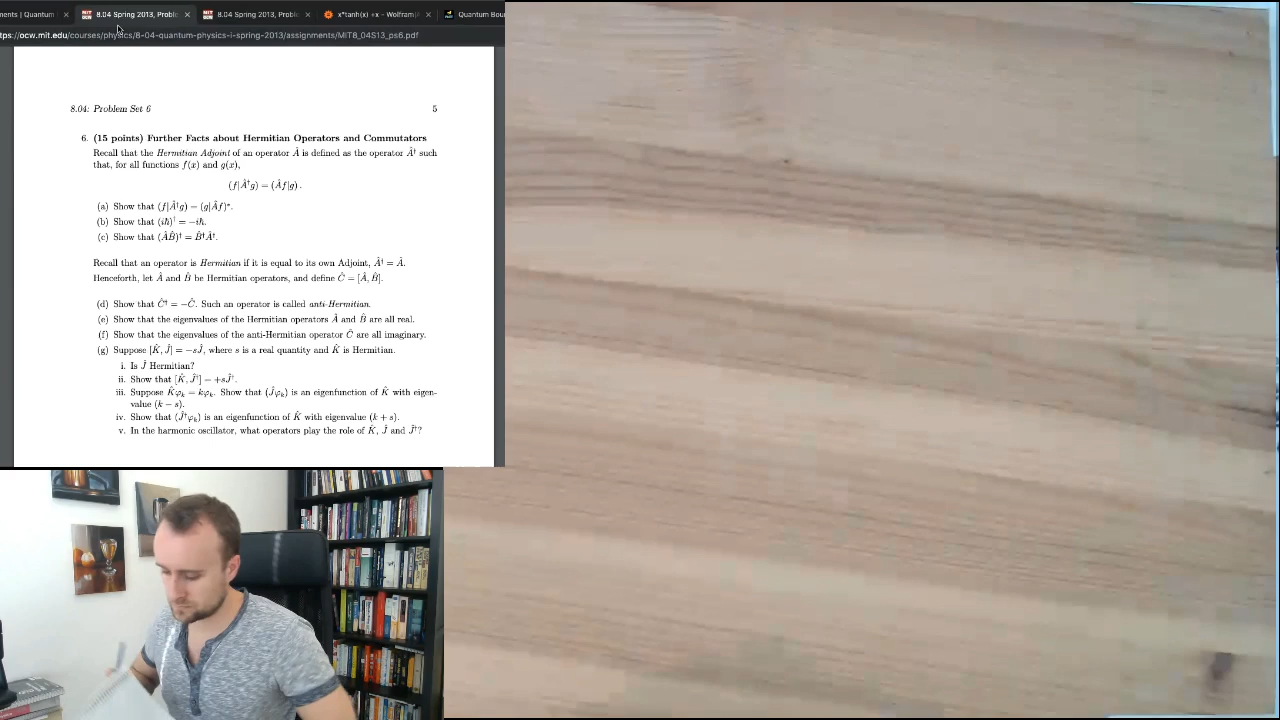 ments | Quantum
8.04 Spring 2013, Proble
8.04 Spring 2013, Probl
x*tanh(x) +x - Wolfram|
Quantum Bou
tps://ocw.mit.edu/courses/physics/8-04-quantum-physics-i-spring-2013/assignments/MIT8_04S13_ps6.pdf
8.04: Problem Set 6 5
6. (15 points) Further Facts about Hermitian Operators and Commutators
Recall that the Hermitian Adjoint of an operator Â is defined as the operator Â† such
that, for all functions f(x) and g(x),
(f|Â†g) = (Âf|g) .
(a) Show that (f|Â†g) = (g|Âf)*.
(b) Show that (iħ)† = −iħ.
(c) Show that (ÂB̂)† = B̂†Â†.
Recall that an operator is Hermitian if it is equal to its own Adjoint, Â† = Â.
Henceforth, let Â and B̂ be Hermitian operators, and define Ĉ = [Â, B̂].
(d) Show that Ĉ† = −Ĉ. Such an operator is called anti-Hermitian.
(e) Show that the eigenvalues of the Hermitian operators Â and B̂ are all real.
(f) Show that the eigenvalues of the anti-Hermitian operator Ĉ are all imaginary.
(g) Suppose [K̂, Ĵ] = −sĴ, where s is a real quantity and K̂ is Hermitian.
i. Is Ĵ Hermitian?
ii. Show that [K̂, Ĵ†] = +sĴ†.
iii. Suppose K̂φₖ = kφₖ. Show that (Ĵφₖ) is an eigenfunction of K̂ with eigen-
value (k − s).
iv. Show that (Ĵ†φₖ) is an eigenfunction of K̂ with eigenvalue (k + s).
v. In the harmonic oscillator, what operators play the role of K̂, Ĵ and Ĵ†?